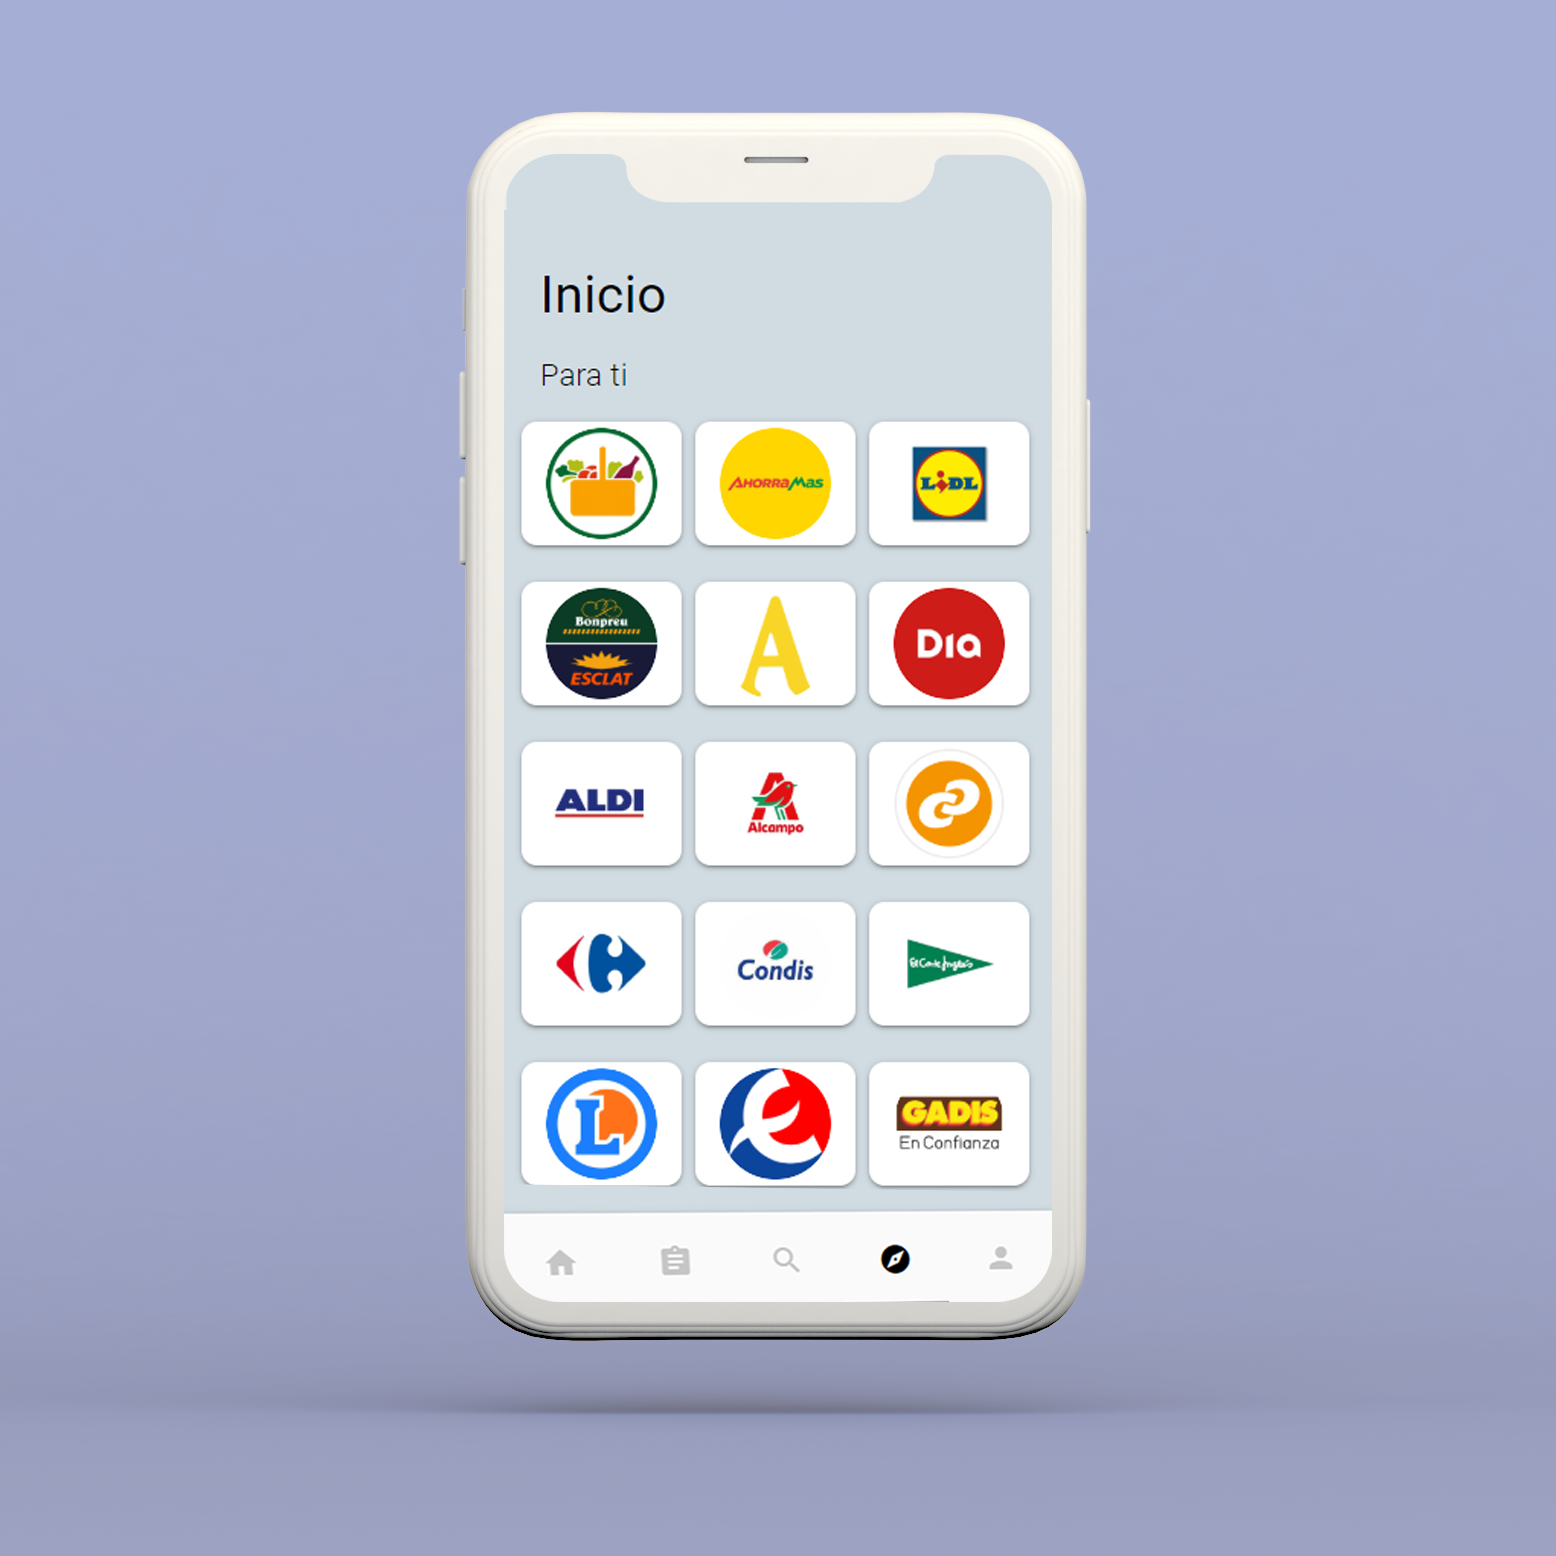 Inicio
Para ti
AHORRAMAS
LIDL
Bonpreu
ESCLAT
A
Dia
ALDI
Alcampo
Condis
El Corte Inglés
L
e
GADIS
En Confianza